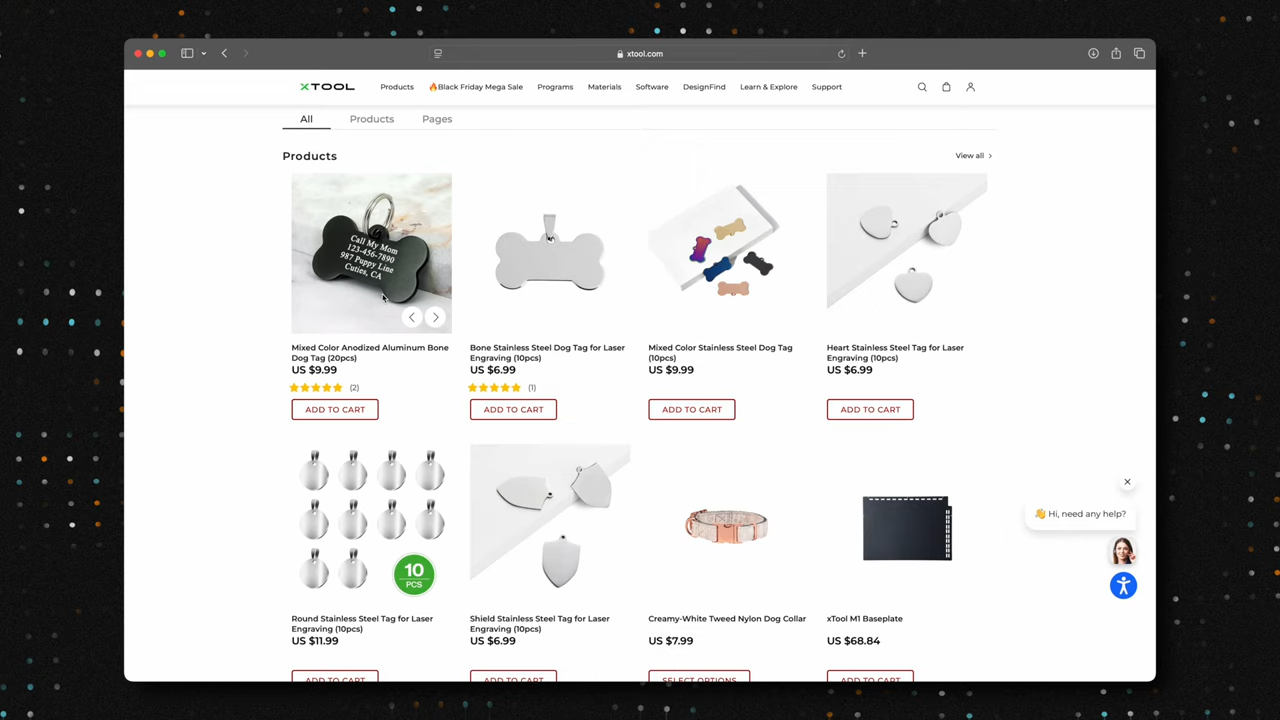 xtool.com
XTOOL
Products
🔥Black Friday Mega Sale
Programs
Materials
Software
DesignFind
Learn & Explore
Support
All
Products
Pages
Products
View all
Call My Mom
123-456-7890
987 Puppy Line
Cuties, CA
Mixed Color Anodized Aluminum Bone
Dog Tag (20pcs)
US $9.99
(2)
ADD TO CART
Bone Stainless Steel Dog Tag for Laser
Engraving (10pcs)
US $6.99
(1)
ADD TO CART
Mixed Color Stainless Steel Dog Tag
(10pcs)
US $9.99
ADD TO CART
Heart Stainless Steel Tag for Laser
Engraving (10pcs)
US $6.99
ADD TO CART
10
PCS
Round Stainless Steel Tag for Laser
Engraving (10pcs)
US $11.99
ADD TO CART
Shield Stainless Steel Tag for Laser
Engraving (10pcs)
US $6.99
ADD TO CART
Creamy-White Tweed Nylon Dog Collar
US $7.99
SELECT OPTIONS
xTool M1 Baseplate
US $68.84
ADD TO CART
👋 Hi, need any help?